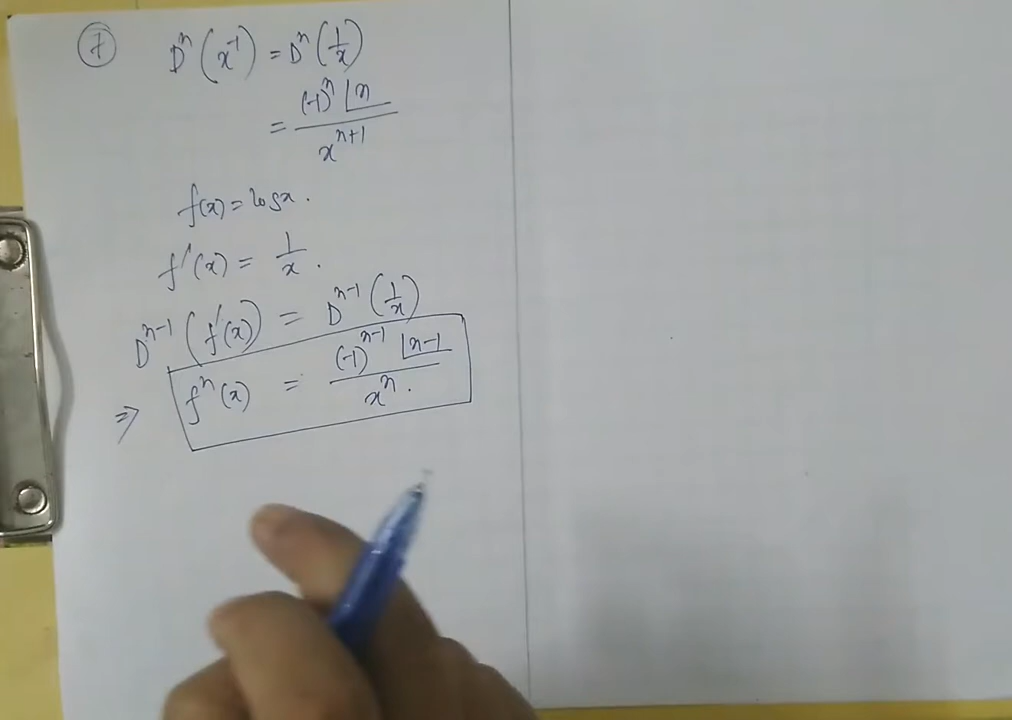 ⑦ Dⁿ(x⁻¹) = Dⁿ(1/x)
= (-1)ⁿ ⌊n / xⁿ⁺¹
f(x) = log x.
f'(x) = 1/x.
Dⁿ⁻¹(f'(x)) = Dⁿ⁻¹(1/x)
⇒ fⁿ(x) = (-1)ⁿ⁻¹ ⌊n-1 / xⁿ.